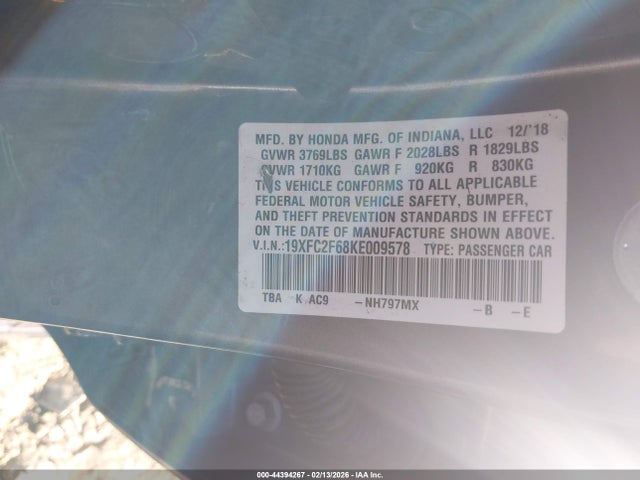 MFD. BY HONDA MFG. OF INDIANA, LLC 12/'18
GVWR 3769LBS GAWR F 2028LBS R 1829LBS
GVWR 1710KG GAWR F 920KG R 830KG
THIS VEHICLE CONFORMS TO ALL APPLICABLE
FEDERAL MOTOR VEHICLE SAFETY, BUMPER,
AND THEFT PREVENTION STANDARDS IN EFFECT
ON THE DATE OF MANUFACTURE SHOWN ABOVE.
V.I.N.:19XFC2F68KE009578 TYPE: PASSENGER CAR
TBA K AC9 -NH797MX -B -E
000-44394267 - 02/13/2026 - IAA Inc.